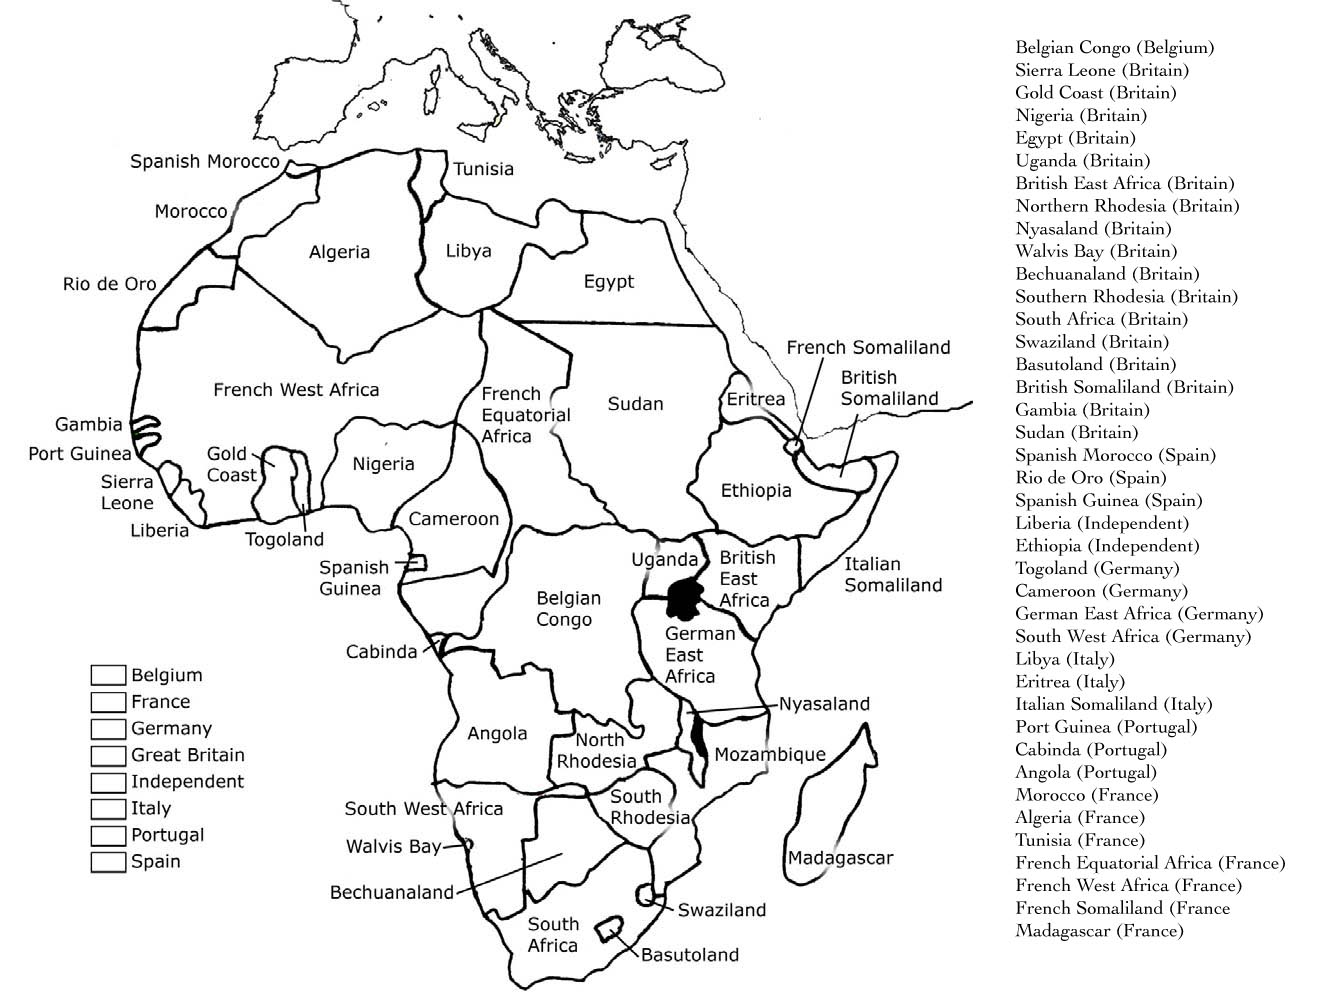 Spanish Morocco
Tunisia
Morocco
Algeria
Libya
Rio de Oro
Egypt
French Somaliland
British
Somaliland
French West Africa
French
Equatorial
Africa
Sudan
Eritrea
Gambia
Port Guinea
Gold
Coast
Nigeria
Sierra
Leone
Ethiopia
Liberia
Togoland
Cameroon
Spanish
Guinea
Uganda
British
East
Africa
Italian
Somaliland
Belgian
Congo
German
East
Africa
Cabinda
Nyasaland
Angola
North
Rhodesia
Mozambique
South West Africa
South
Rhodesia
Walvis Bay
Madagascar
Bechuanaland
Swaziland
South
Africa
Basutoland
Belgium
France
Germany
Great Britain
Independent
Italy
Portugal
Spain
Belgian Congo (Belgium)
Sierra Leone (Britain)
Gold Coast (Britain)
Nigeria (Britain)
Egypt (Britain)
Uganda (Britain)
British East Africa (Britain)
Northern Rhodesia (Britain)
Nyasaland (Britain)
Walvis Bay (Britain)
Bechuanaland (Britain)
Southern Rhodesia (Britain)
South Africa (Britain)
Swaziland (Britain)
Basutoland (Britain)
British Somaliland (Britain)
Gambia (Britain)
Sudan (Britain)
Spanish Morocco (Spain)
Rio de Oro (Spain)
Spanish Guinea (Spain)
Liberia (Independent)
Ethiopia (Independent)
Togoland (Germany)
Cameroon (Germany)
German East Africa (Germany)
South West Africa (Germany)
Libya (Italy)
Eritrea (Italy)
Italian Somaliland (Italy)
Port Guinea (Portugal)
Cabinda (Portugal)
Angola (Portugal)
Morocco (France)
Algeria (France)
Tunisia (France)
French Equatorial Africa (France)
French West Africa (France)
French Somaliland (France
Madagascar (France)